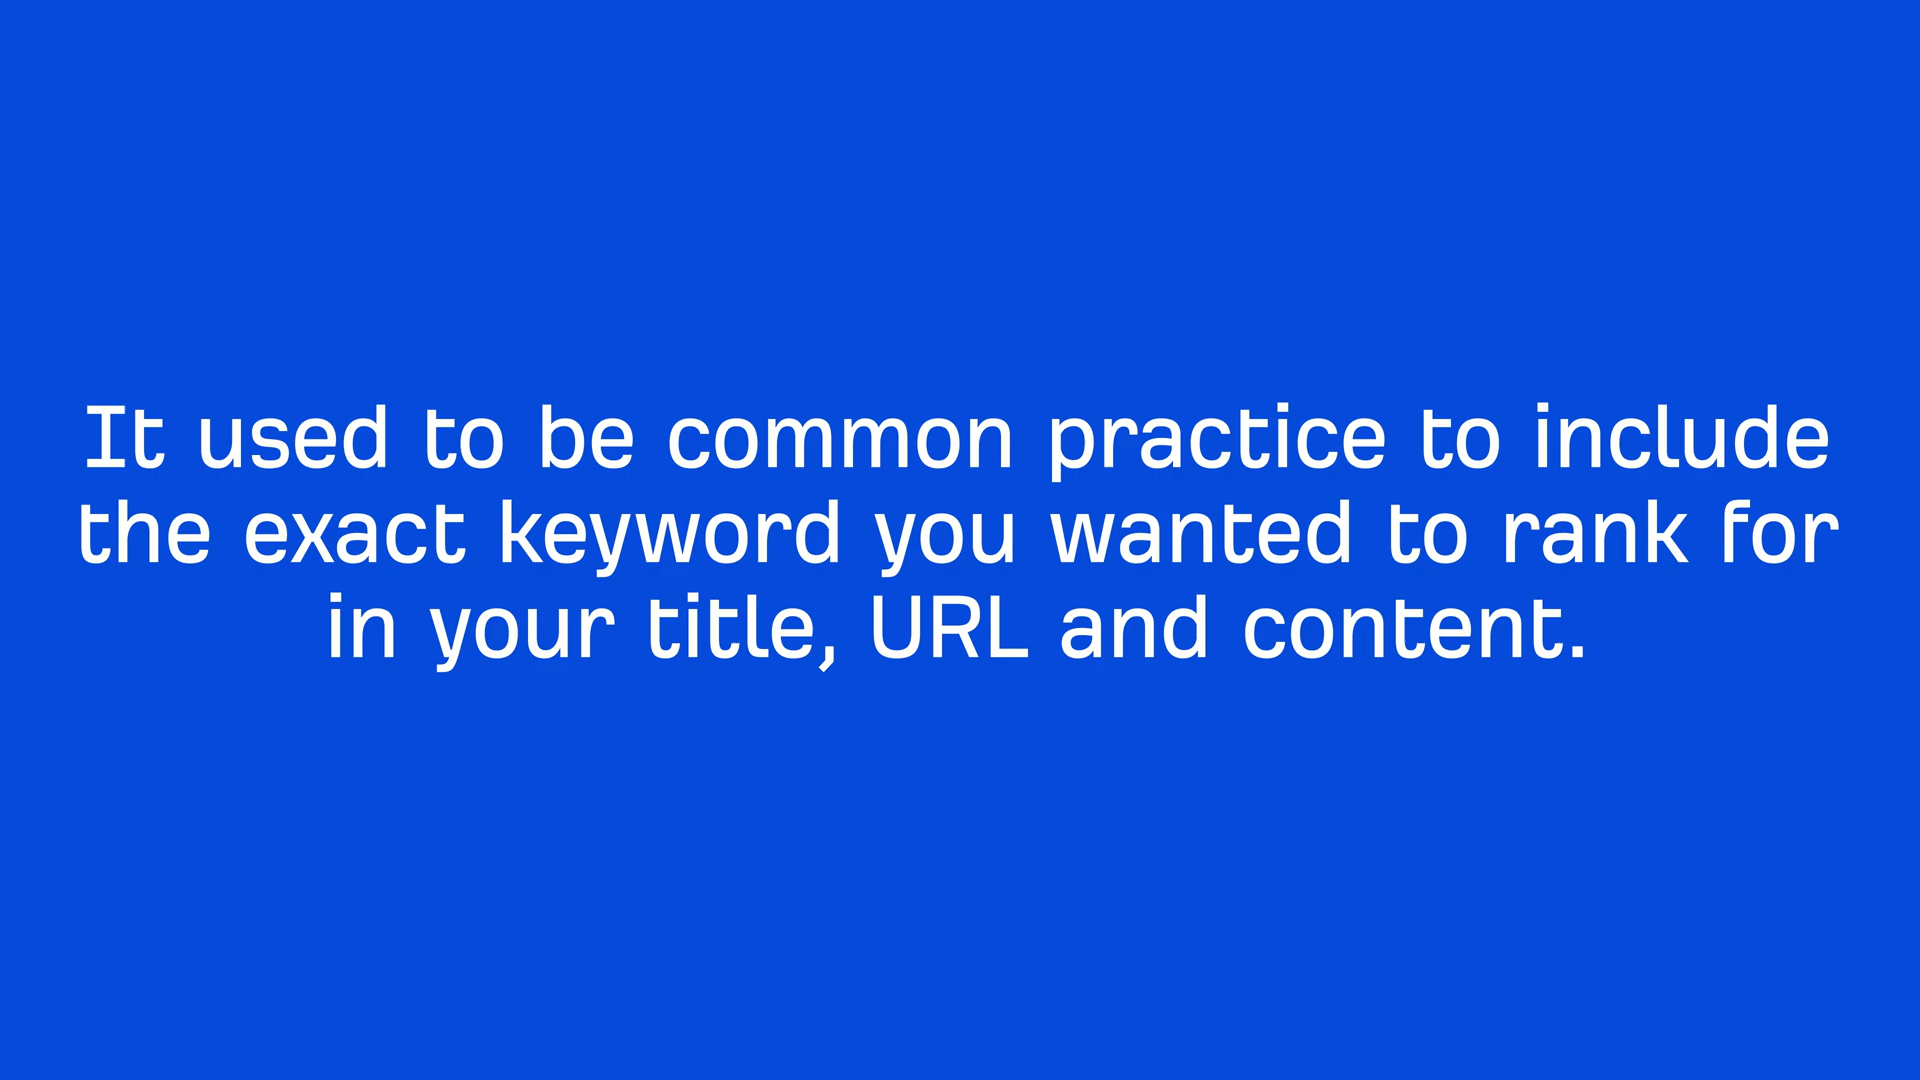 It used to be common practice to include
the exact keyword you wanted to rank for
in your title, URL and content.